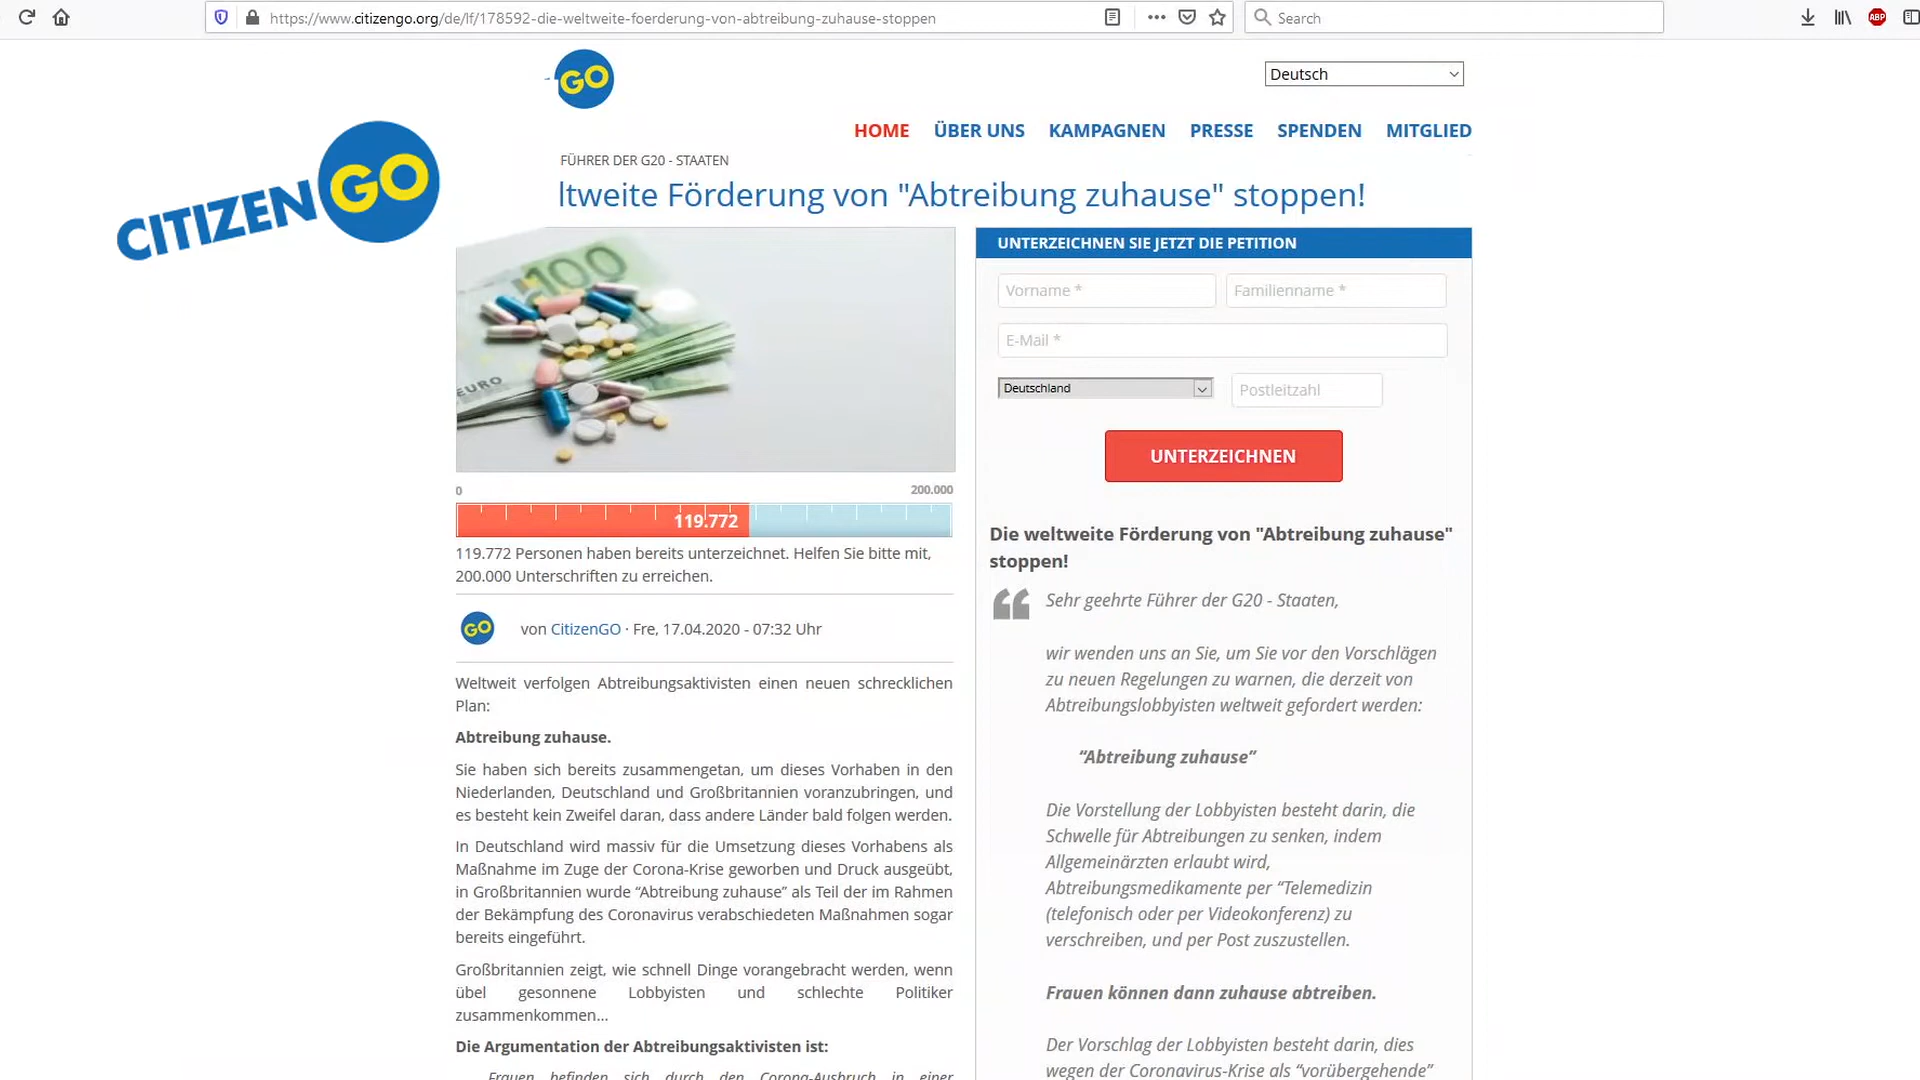 https://www.citizengo.org/de/lf/178592-die-weltweite-foerderung-von-abtreibung-zuhause-stoppen
Search
ABP
GO
Deutsch
CITIZENGO
HOME ÜBER UNS KAMPAGNEN PRESSE SPENDEN MITGLIED
FÜHRER DER G20 - STAATEN
ltweite Förderung von "Abtreibung zuhause" stoppen!
100
EURO
0
200.000
119.772
119.772 Personen haben bereits unterzeichnet. Helfen Sie bitte mit,
200.000 Unterschriften zu erreichen.
GO
von CitizenGO · Fre, 17.04.2020 - 07:32 Uhr
Weltweit verfolgen Abtreibungsaktivisten einen neuen schrecklichen
Plan:
Abtreibung zuhause.
Sie haben sich bereits zusammengetan, um dieses Vorhaben in den
Niederlanden, Deutschland und Großbritannien voranzubringen, und
es besteht kein Zweifel daran, dass andere Länder bald folgen werden.
In Deutschland wird massiv für die Umsetzung dieses Vorhabens als
Maßnahme im Zuge der Corona-Krise geworben und Druck ausgeübt,
in Großbritannien wurde “Abtreibung zuhause” als Teil der im Rahmen
der Bekämpfung des Coronavirus verabschiedeten Maßnahmen sogar
bereits eingeführt.
Großbritannien zeigt, wie schnell Dinge vorangebracht werden, wenn
übel gesonnene Lobbyisten und schlechte Politiker
zusammenkommen...
Die Argumentation der Abtreibungsaktivisten ist:
Frauen befinden sich durch den Corona-Ausbruch in einer
UNTERZEICHNEN SIE JETZT DIE PETITION
Vorname *
Familienname *
E-Mail *
Deutschland
Postleitzahl
UNTERZEICHNEN
Die weltweite Förderung von "Abtreibung zuhause"
stoppen!
Sehr geehrte Führer der G20 - Staaten,
wir wenden uns an Sie, um Sie vor den Vorschlägen
zu neuen Regelungen zu warnen, die derzeit von
Abtreibungslobbyisten weltweit gefordert werden:
“Abtreibung zuhause”
Die Vorstellung der Lobbyisten besteht darin, die
Schwelle für Abtreibungen zu senken, indem
Allgemeinärzten erlaubt wird,
Abtreibungsmedikamente per “Telemedizin
(telefonisch oder per Videokonferenz) zu
verschreiben, und per Post zuszustellen.
Frauen können dann zuhause abtreiben.
Der Vorschlag der Lobbyisten besteht darin, dies
wegen der Coronavirus-Krise als “vorübergehende”